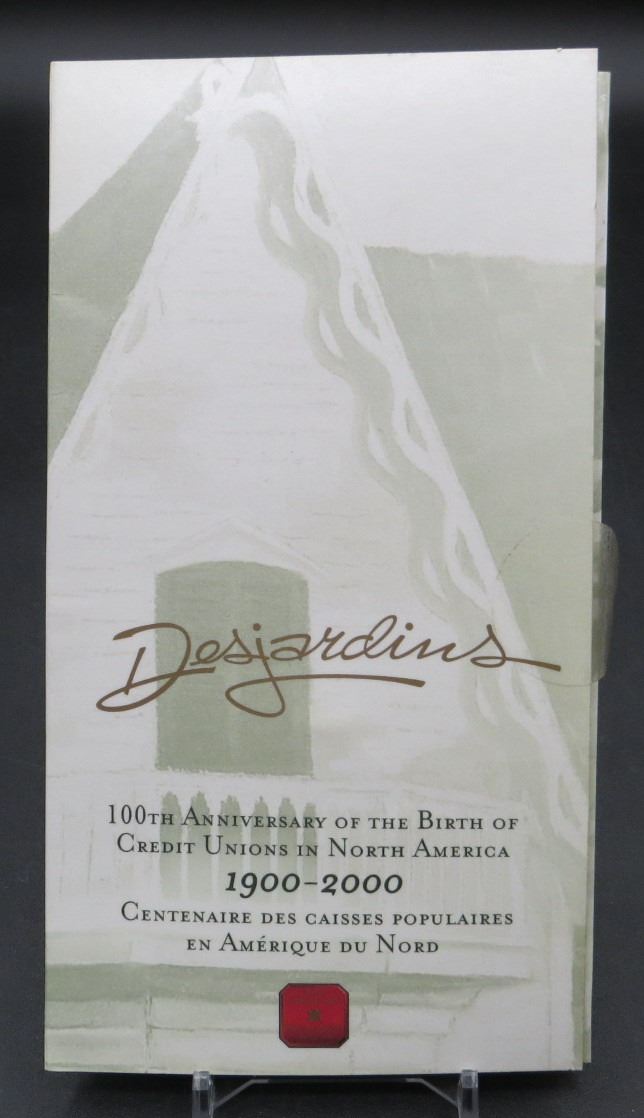 Desjardins
100th Anniversary of the Birth of
Credit Unions in North America
1900-2000
Centenaire des caisses populaires
en Amérique du Nord